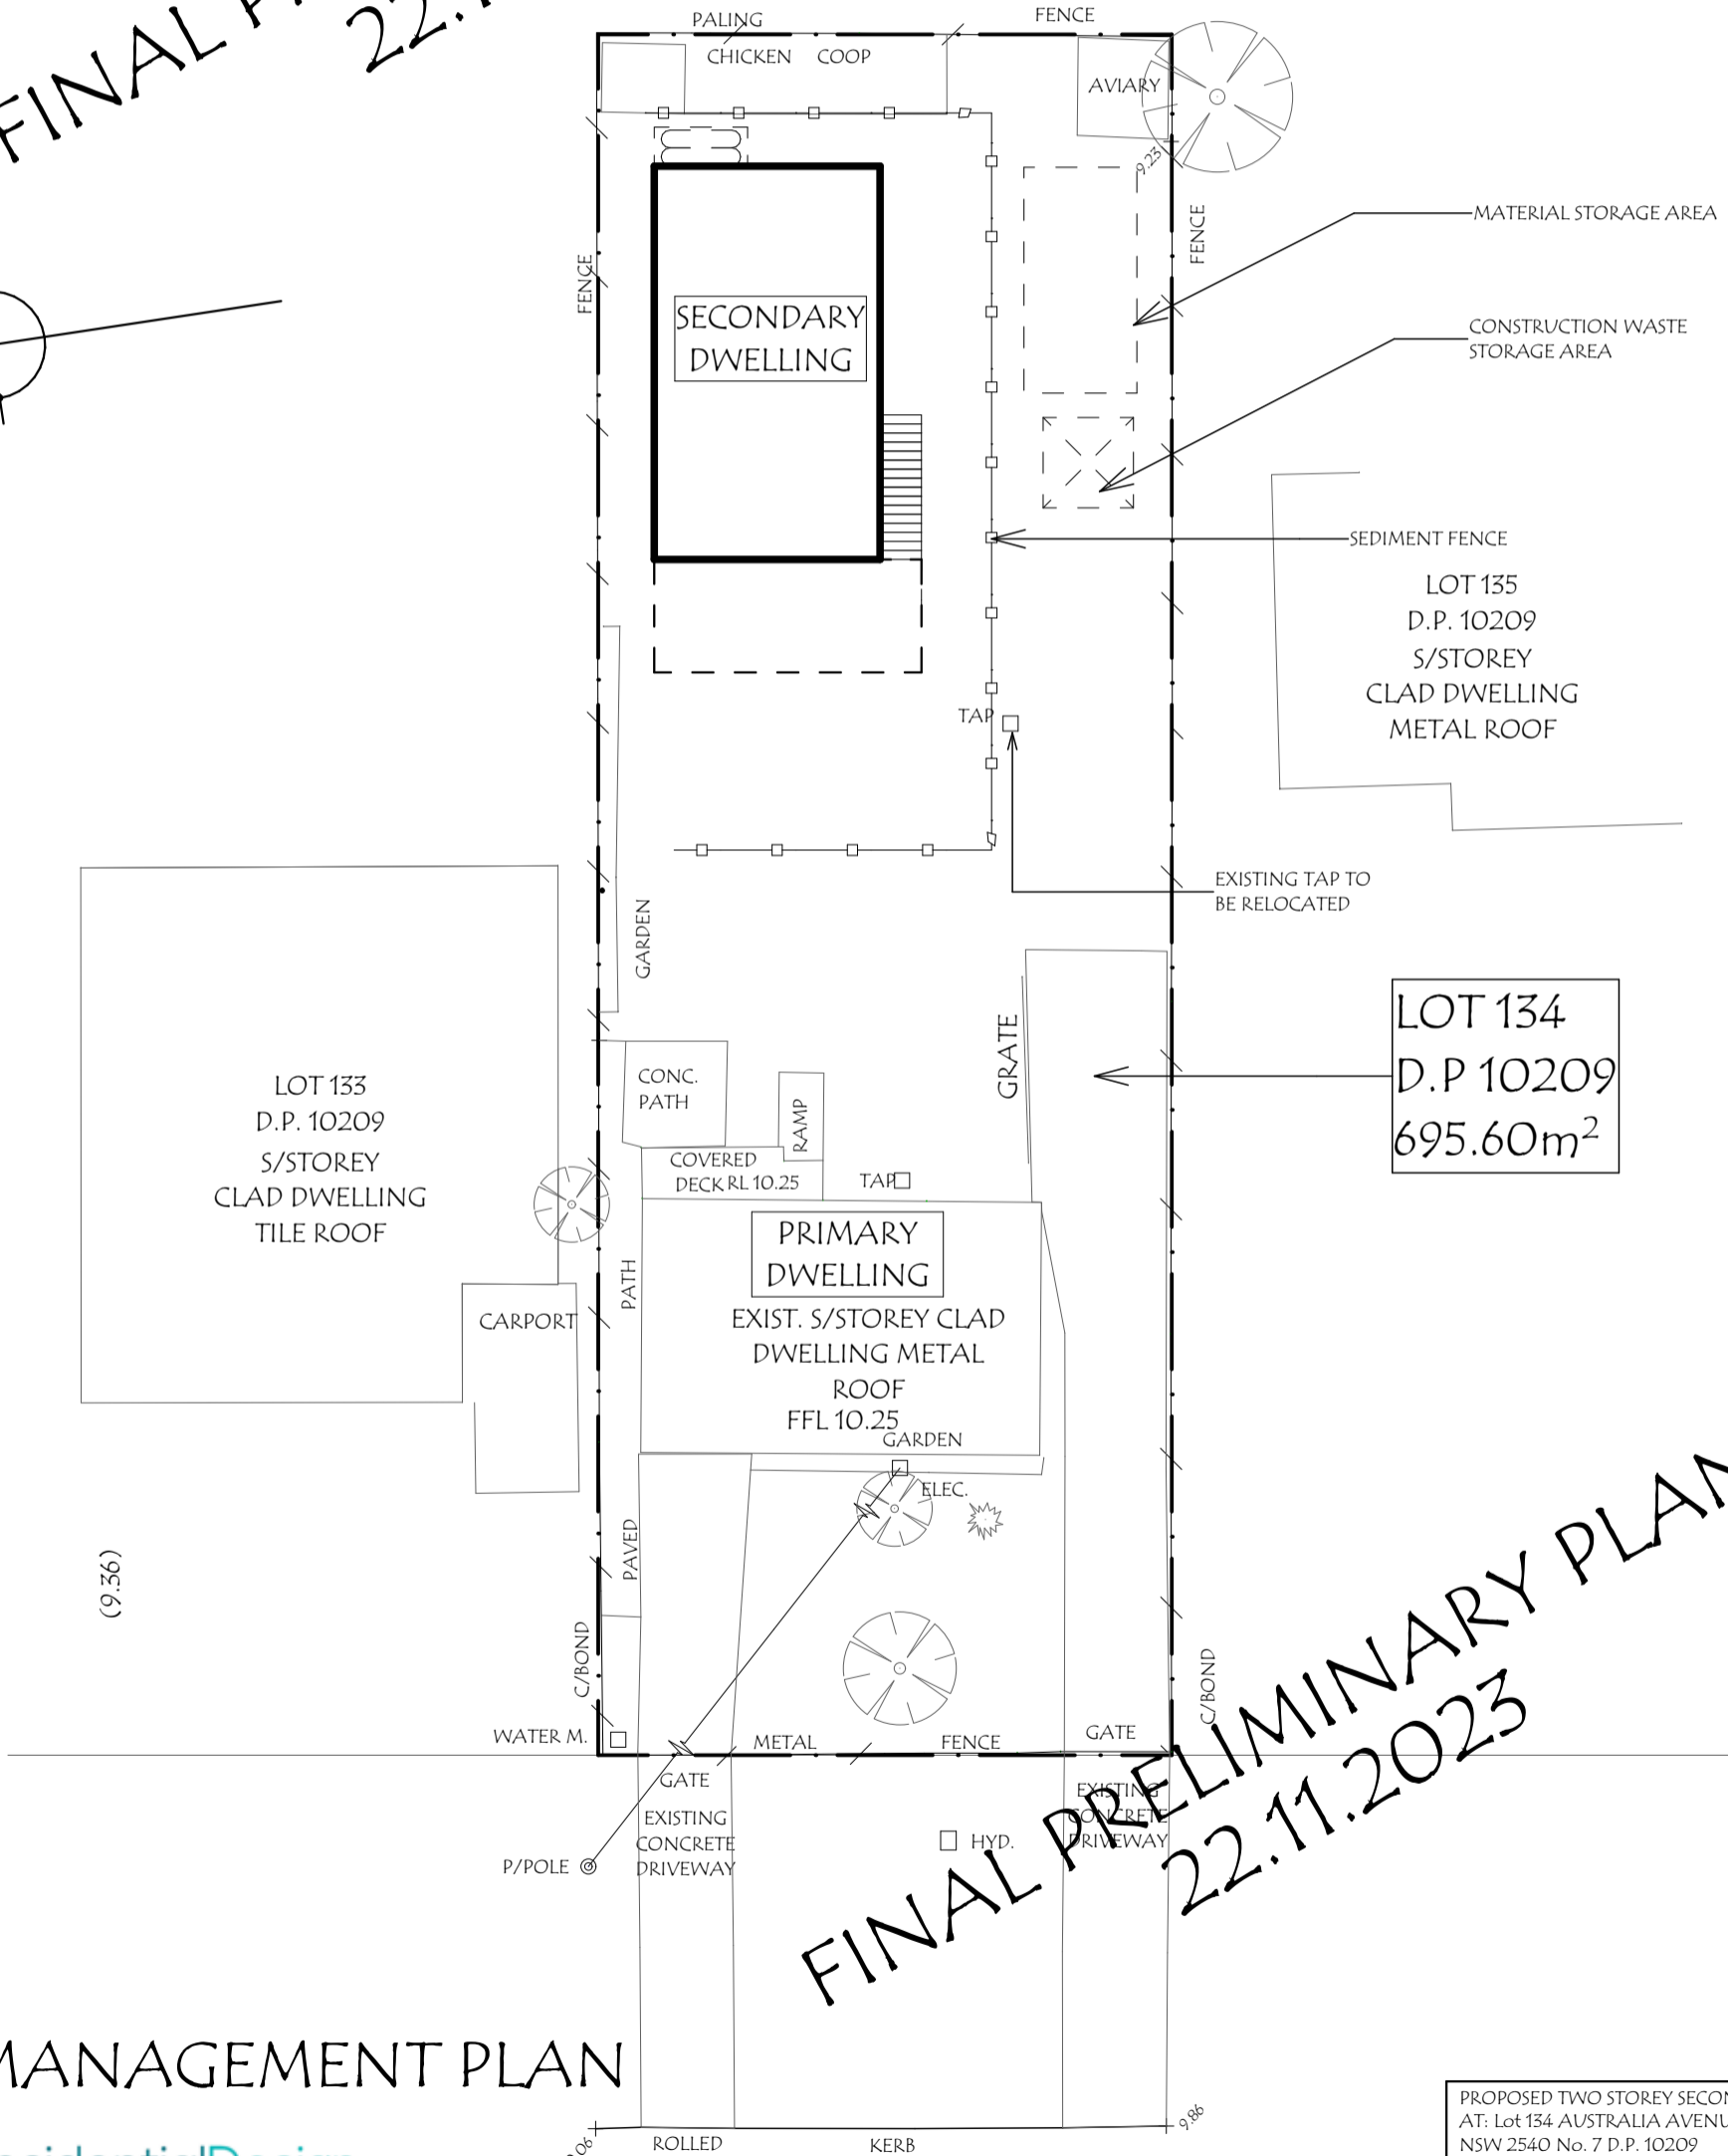 FINAL
22.
PALING
FENCE
CHICKEN COOP
AVIARY
9.23
FENCE
FENCE
MATERIAL STORAGE AREA
SECONDARY
DWELLING
CONSTRUCTION WASTE
STORAGE AREA
SEDIMENT FENCE
LOT 135
D.P. 10209
S/STOREY
CLAD DWELLING
METAL ROOF
TAP
EXISTING TAP TO
BE RELOCATED
GARDEN
LOT 134
D.P 10209
695.60m²
GRATE
CONC.
PATH
RAMP
LOT 133
D.P. 10209
S/STOREY
CLAD DWELLING
TILE ROOF
COVERED
DECK RL 10.25
TAP
PRIMARY
DWELLING
EXIST. S/STOREY CLAD
DWELLING METAL
ROOF
FFL 10.25
PATH
CARPORT
GARDEN
ELEC.
PAVED
(9.36)
C/BOND
C/BOND
WATER M.
METAL
FENCE
GATE
GATE
EXISTING
CONCRETE
DRIVEWAY
EXISTING
CONCRETE
DRIVEWAY
HYD.
P/POLE
FINAL PRELIMINARY PLAN
22.11.2023
MANAGEMENT PLAN
9.86
ROLLED
KERB
PROPOSED TWO STOREY SECON
AT: Lot 134 AUSTRALIA AVENU
NSW 2540 No. 7 D.P. 10209